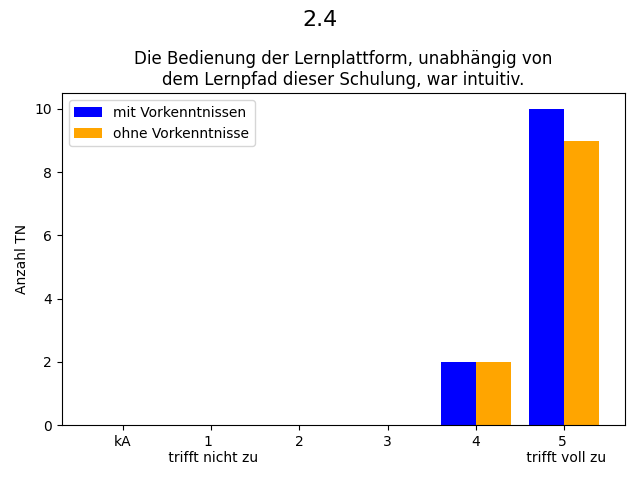 2.4
Die Bedienung der Lernplattform, unabhängig von
dem Lernpfad dieser Schulung, war intuitiv.
mit Vorkenntnissen
ohne Vorkenntnisse
Anzahl TN
10
8
6
4
2
0
kA 1 2 3 4 5
trifft nicht zu trifft voll zu